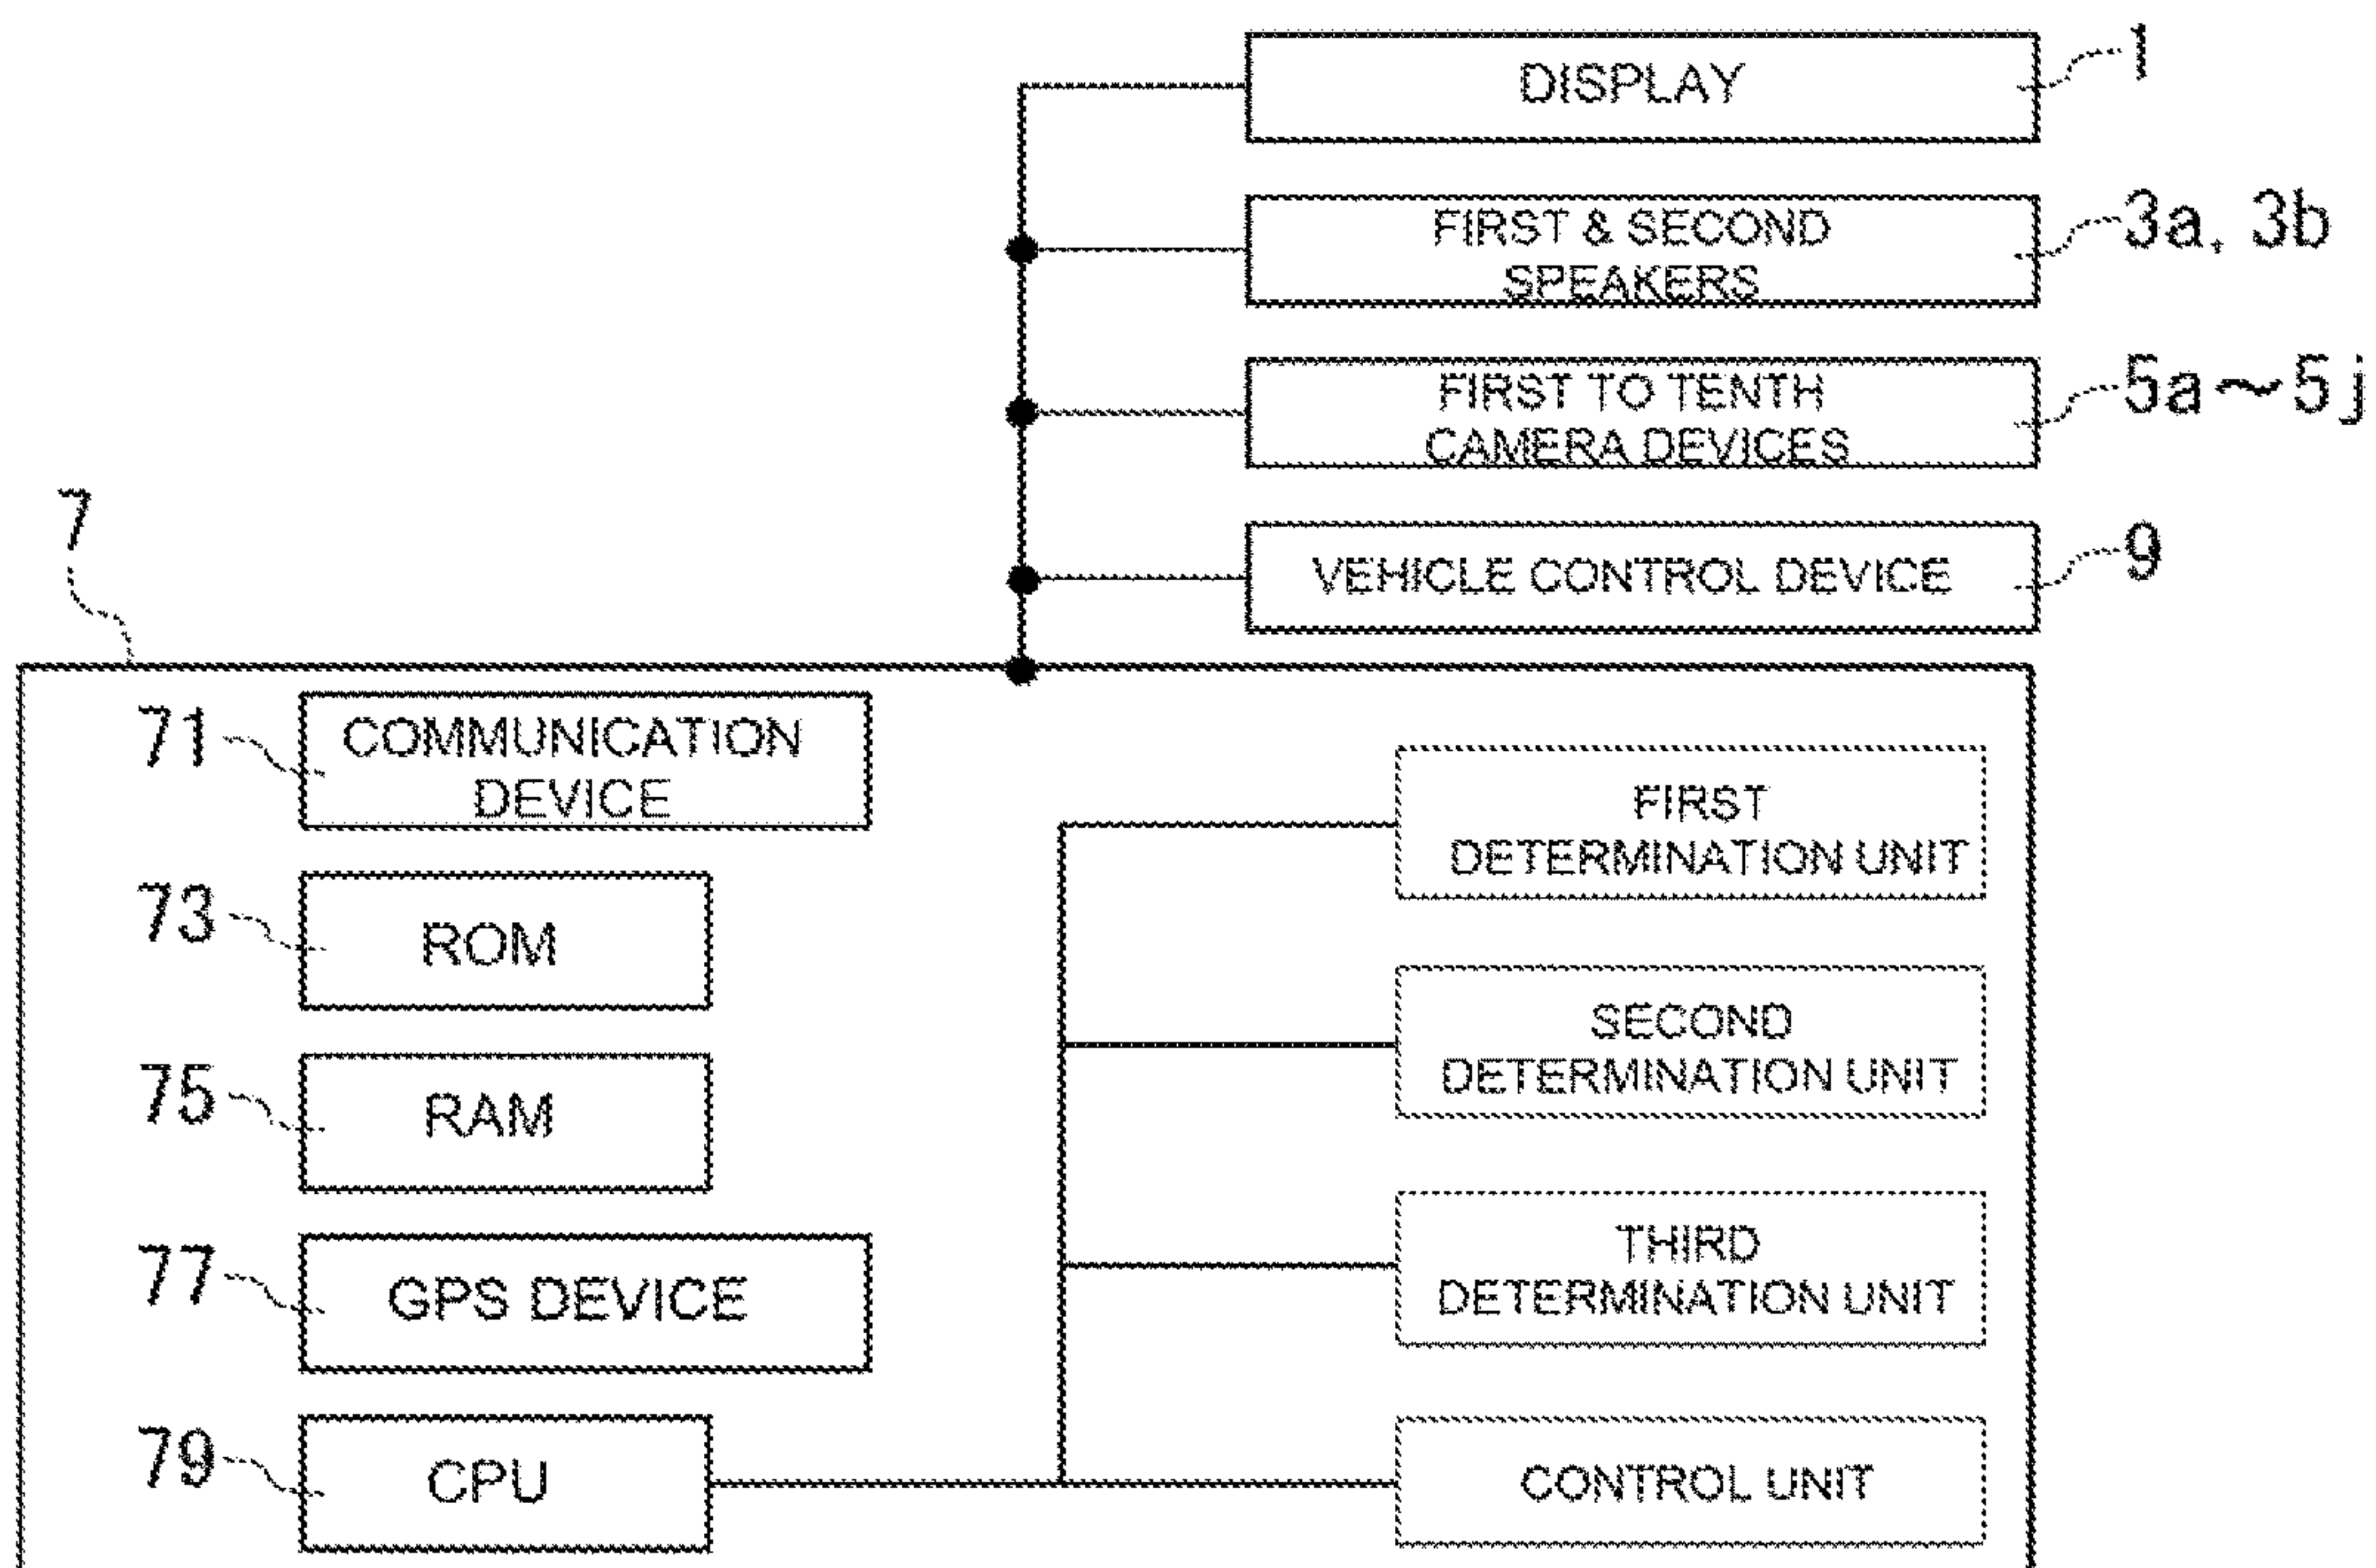 DISPLAY
1
FIRST & SECOND
SPEAKERS
3a, 3b
FIRST TO TENTH
CAMERA DEVICES
5a～5j
VEHICLE CONTROL DEVICE
9
7
71
COMMUNICATION
DEVICE
73
ROM
75
RAM
77
GPS DEVICE
79
CPU
FIRST
DETERMINATION UNIT
SECOND
DETERMINATION UNIT
THIRD
DETERMINATION UNIT
CONTROL UNIT